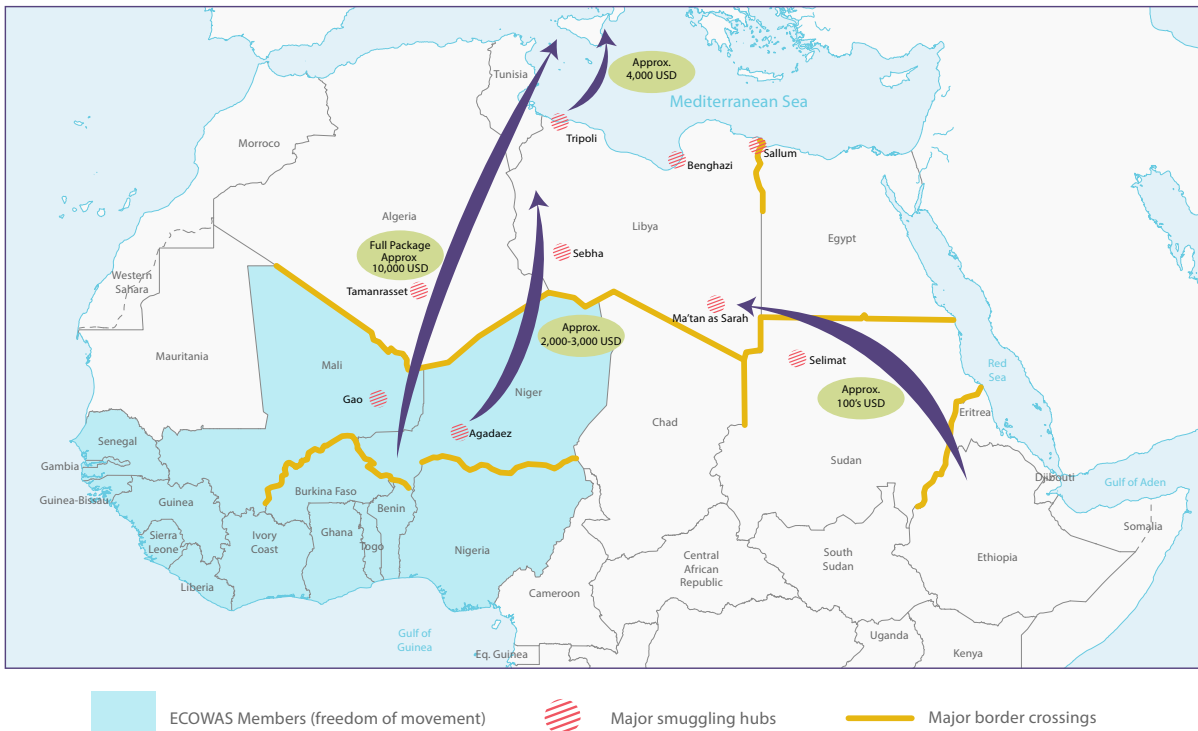 Approx.
4,000 USD
Tunisia
Mediterranean Sea
Tripoli
Morroco
Sallum
Benghazi
Algeria
Libya
Egypt
Full Package
Approx
10,000 USD
Sebha
Western
Sahara
Tamanrasset
Ma'tan as Sarah
Approx.
2,000-3,000 USD
Mauritania
Mali
Selimat
Red
Sea
Niger
Approx.
100's USD
Gao
Eritrea
Chad
Agadaez
Senegal
Sudan
Gambia
Djibouti
Gulf of Aden
Guinea-Bissau
Guinea
Burkina Faso
Benin
Somalia
Sierra
Leone
Ivory
Coast
Ghana
Togo
Nigeria
Central
African
Republic
South
Sudan
Ethiopia
Liberia
Cameroon
Gulf of
Guinea
Uganda
Eq. Guinea
Kenya
ECOWAS Members (freedom of movement)
Major smuggling hubs
Major border crossings